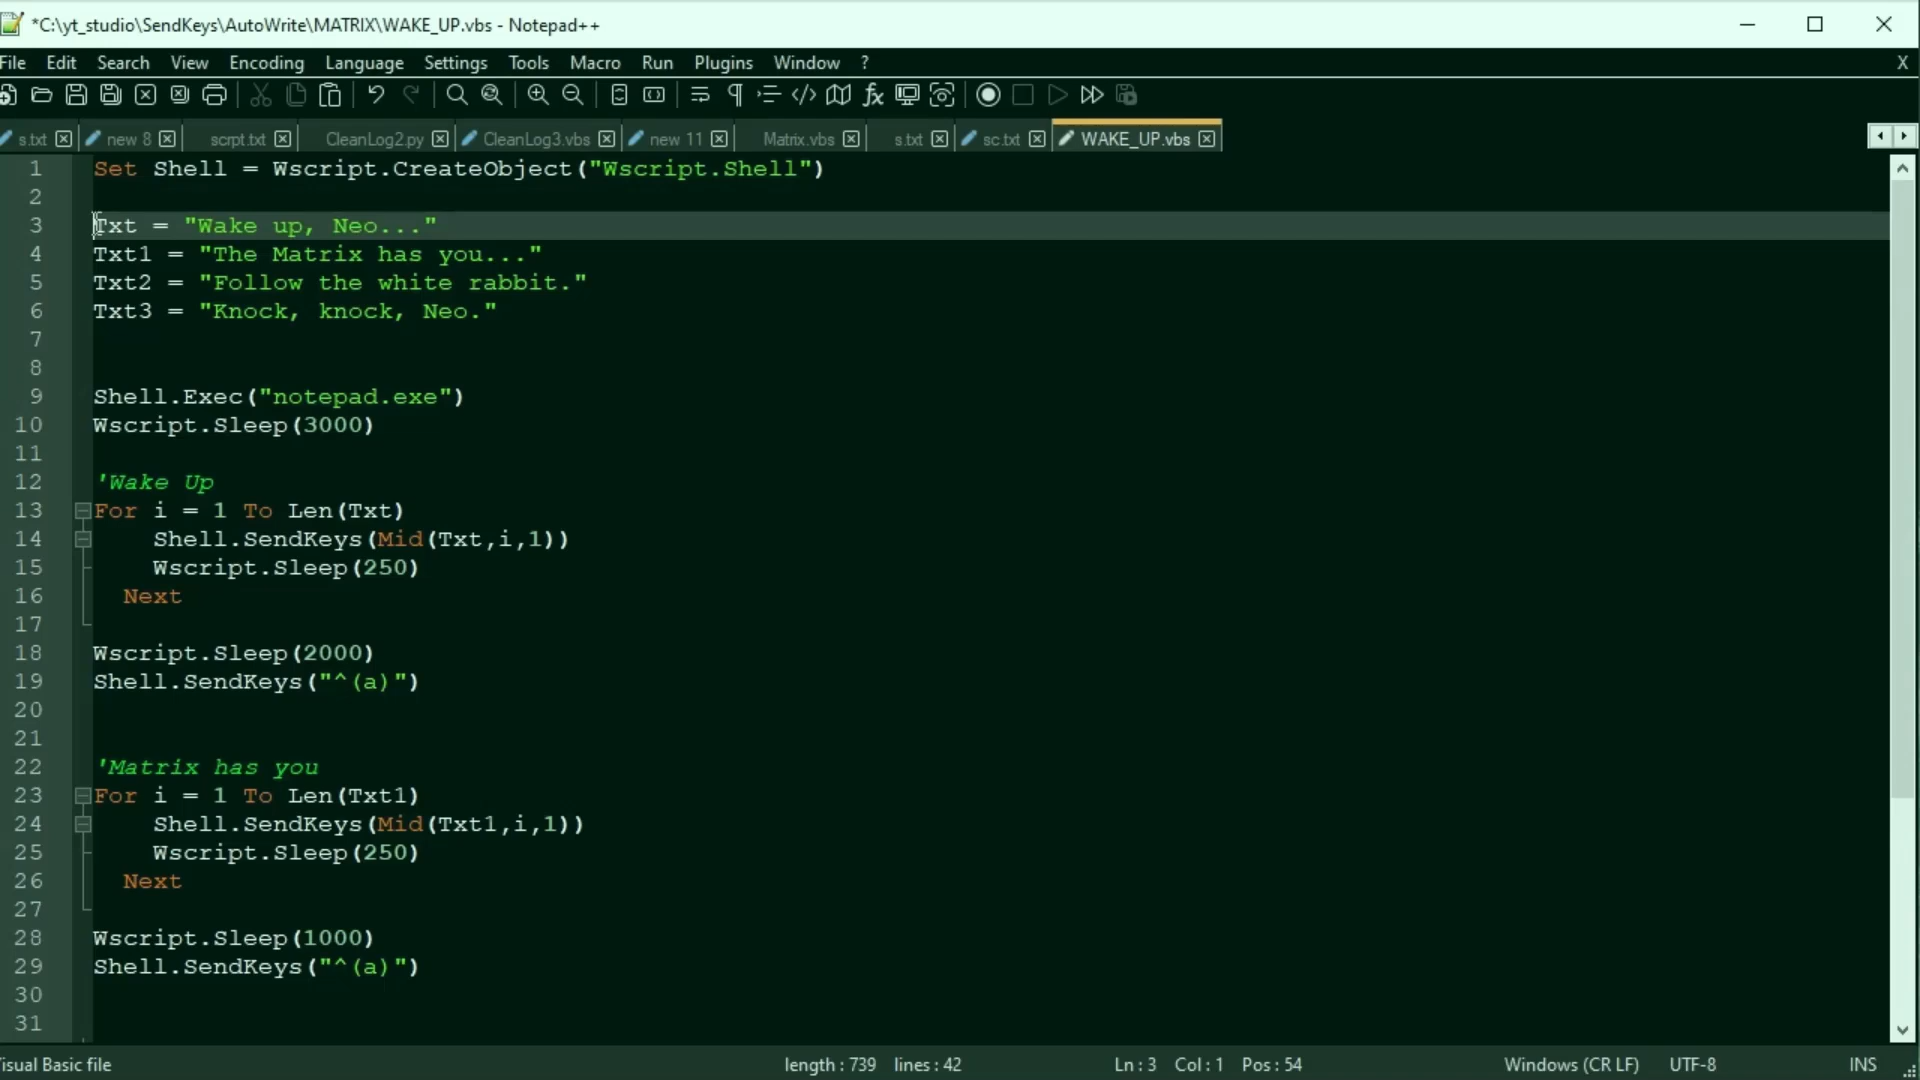 *C:\yt_studio\SendKeys\AutoWrite\MATRIX\WAKE_UP.vbs - Notepad++
File Edit Search View Encoding Language Settings Tools Macro Run Plugins Window ? X
s.txt new 8 scrpt.txt CleanLog2.py CleanLog3.vbs new 11 Matrix.vbs s.txt sc.txt WAKE_UP.vbs
1 Set Shell = Wscript.CreateObject("Wscript.Shell")
2
3 Txt = "Wake up, Neo..."
4 Txt1 = "The Matrix has you..."
5 Txt2 = "Follow the white rabbit."
6 Txt3 = "Knock, knock, Neo."
7
8
9 Shell.Exec("notepad.exe")
10 Wscript.Sleep(3000)
11
12 'Wake Up
13 For i = 1 To Len(Txt)
14 Shell.SendKeys(Mid(Txt,i,1))
15 Wscript.Sleep(250)
16 Next
17
18 Wscript.Sleep(2000)
19 Shell.SendKeys("^(a)")
20
21
22 'Matrix has you
23 For i = 1 To Len(Txt1)
24 Shell.SendKeys(Mid(Txt1,i,1))
25 Wscript.Sleep(250)
26 Next
27
28 Wscript.Sleep(1000)
29 Shell.SendKeys("^(a)")
30
31
isual Basic file length : 739 lines : 42 Ln : 3 Col : 1 Pos : 54 Windows (CR LF) UTF-8 INS